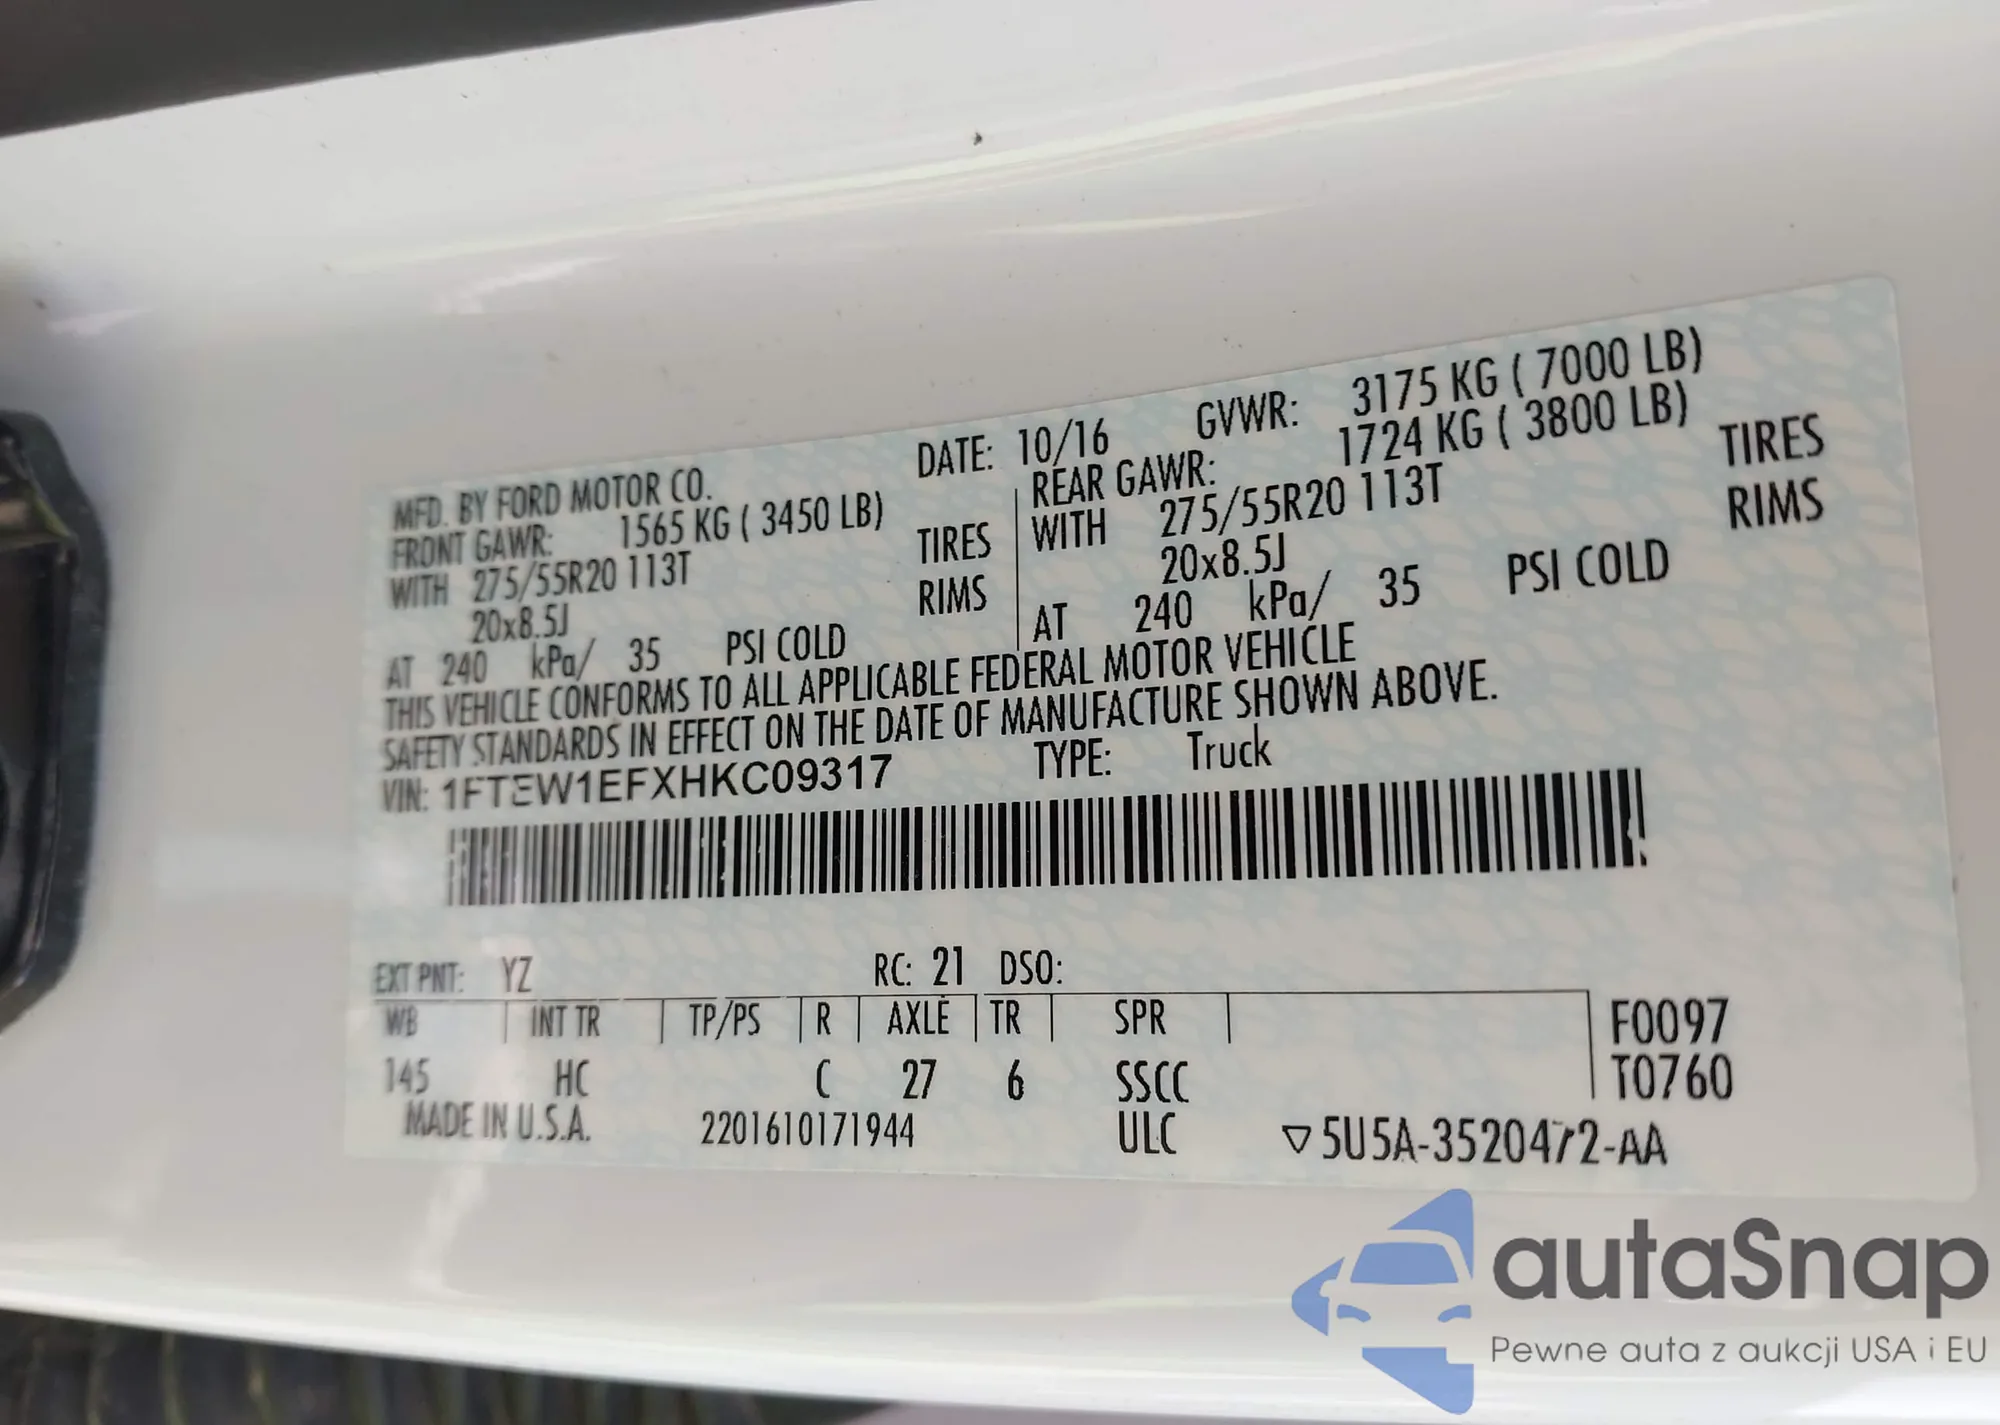 MFD. BY FORD MOTOR CO. DATE: 10/16 GVWR: 3175 KG ( 7000 LB)
FRONT GAWR: 1565 KG ( 3450 LB) REAR GAWR: 1724 KG ( 3800 LB)
WITH 275/55R20 113T TIRES WITH 275/55R20 113T TIRES
20x8.5J RIMS 20x8.5J RIMS
AT 240 kPa/ 35 PSI COLD AT 240 kPa/ 35 PSI COLD
THIS VEHICLE CONFORMS TO ALL APPLICABLE FEDERAL MOTOR VEHICLE
SAFETY STANDARDS IN EFFECT ON THE DATE OF MANUFACTURE SHOWN ABOVE.
VIN: 1FTEW1EFXHKC09317 TYPE: Truck
EXT PNT: YZ RC: 21 DSO:
WB INT TR TP/PS R AXLE TR SPR F0097
145 HC C 27 6 SSCC T0760
MADE IN U.S.A. 2201610171944 ULC ▽5U5A-3520472-AA
autaSnap
Pewne auta z aukcji USA i EU